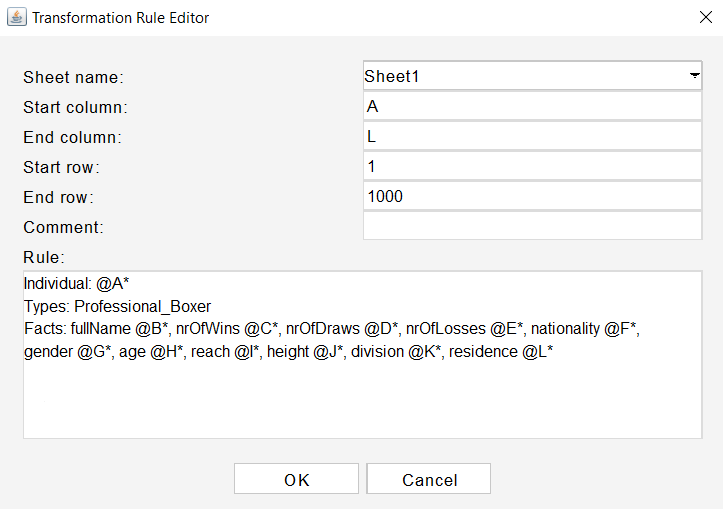 Transformation Rule Editor
Sheet name: Sheet1
Start column: A
End column: L
Start row: 1
End row: 1000
Comment:
Rule:
Individual: @A*
Types: Professional_Boxer
Facts: fullName @B*, nrOfWins @C*, nrOfDraws @D*, nrOfLosses @E*, nationality @F*,
gender @G*, age @H*, reach @I*, height @J*, division @K*, residence @L*
OK Cancel